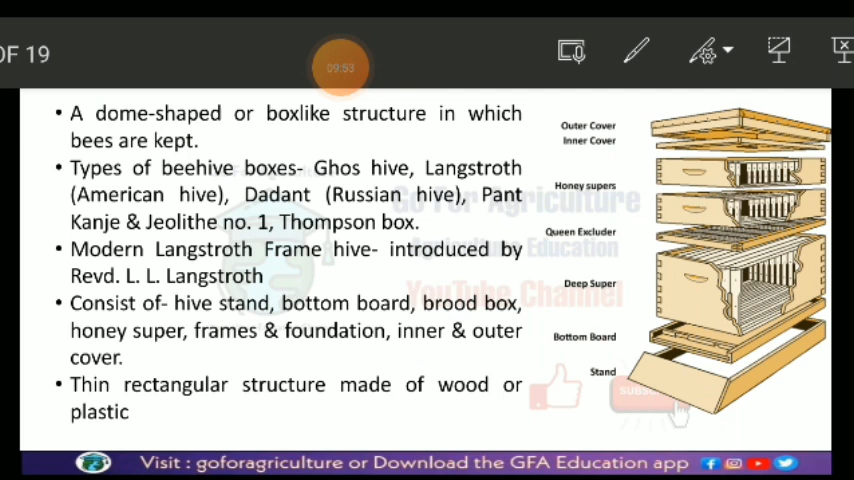 OF 19
09:53
• A dome-shaped or boxlike structure in which
bees are kept.
• Types of beehive boxes- Ghos hive, Langstroth
(American hive), Dadant (Russian hive), Pant
Kanje & Jeolithe no. 1, Thompson box.
• Modern Langstroth Frame hive- introduced by
Revd. L. L. Langstroth
• Consist of- hive stand, bottom board, brood box,
honey super, frames & foundation, inner & outer
cover.
• Thin rectangular structure made of wood or
plastic
Outer Cover
Inner Cover
Honey supers
Queen Excluder
Deep Super
Bottom Board
Stand
Go For Agriculture
Agriculture Education
YouTube Channel
SUBSC
Visit : goforagriculture or Download the GFA Education app